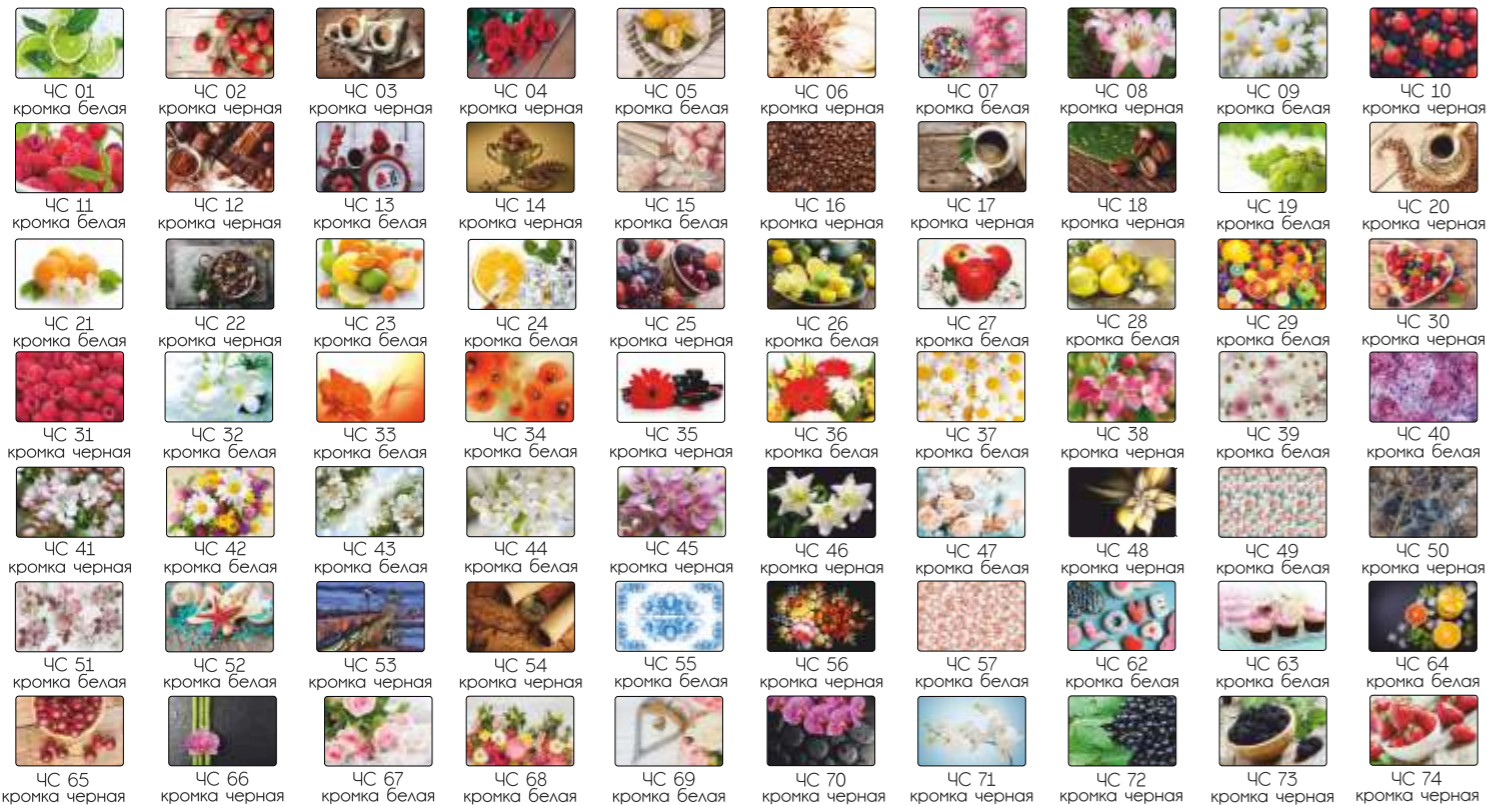 ЧС 01 ЧС 02 ЧС 03 ЧС 04 ЧС 05 ЧС 06 ЧС 07 ЧС 08 ЧС 09 ЧС 10
кромка белая кромка черная кромка черная кромка черная кромка белая кромка черная кромка белая кромка черная кромка белая кромка черная
ЧС 11 ЧС 12 ЧС 13 ЧС 14 ЧС 15 ЧС 16 ЧС 17 ЧС 18 ЧС 19 ЧС 20
кромка белая кромка черная кромка белая кромка черная кромка белая кромка черная кромка черная кромка черная кромка белая кромка черная
ЧС 21 ЧС 22 ЧС 23 ЧС 24 ЧС 25 ЧС 26 ЧС 27 ЧС 28 ЧС 29 ЧС 30
кромка белая кромка черная кромка белая кромка белая кромка черная кромка белая кромка белая кромка белая кромка белая кромка черная
ЧС 31 ЧС 32 ЧС 33 ЧС 34 ЧС 35 ЧС 36 ЧС 37 ЧС 38 ЧС 39 ЧС 40
кромка черная кромка белая кромка белая кромка белая кромка черная кромка белая кромка белая кромка черная кромка белая кромка белая
ЧС 41 ЧС 42 ЧС 43 ЧС 44 ЧС 45 ЧС 46 ЧС 47 ЧС 48 ЧС 49 ЧС 50
кромка черная кромка белая кромка белая кромка белая кромка черная кромка черная кромка белая кромка черная кромка белая кромка черная
ЧС 51 ЧС 52 ЧС 53 ЧС 54 ЧС 55 ЧС 56 ЧС 57 ЧС 62 ЧС 63 ЧС 64
кромка белая кромка белая кромка черная кромка черная кромка белая кромка черная кромка белая кромка белая кромка белая кромка белая
ЧС 65 ЧС 66 ЧС 67 ЧС 68 ЧС 69 ЧС 70 ЧС 71 ЧС 72 ЧС 73 ЧС 74
кромка черная кромка черная кромка белая кромка белая кромка белая кромка черная кромка черная кромка черная кромка черная кромка черная